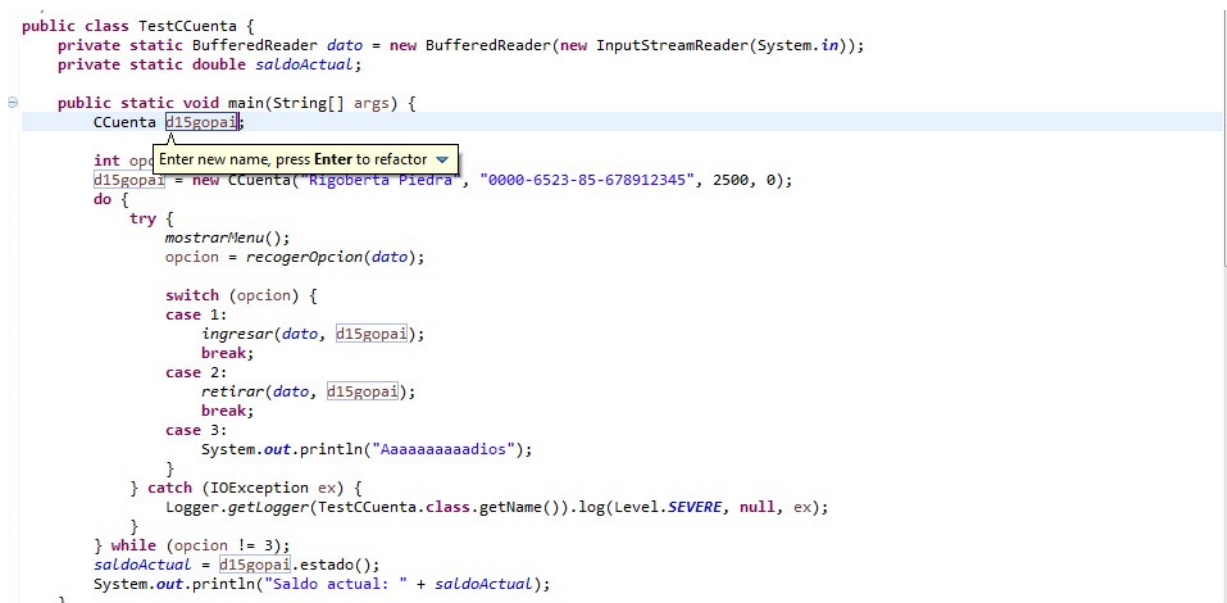 public class TestCCuenta {
private static BufferedReader dato = new BufferedReader(new InputStreamReader(System.in));
private static double saldoActual;
public static void main(String[] args) {
CCuenta d15gopai;
Enter new name, press Enter to refactor
int opc
d15gopai = new CCuenta("Rigoberta Piedra", "0000-6523-85-678912345", 2500, 0);
do {
try {
mostrarMenu();
opcion = recogerOpcion(dato);
switch (opcion) {
case 1:
ingresar(dato, d15gopai);
break;
case 2:
retirar(dato, d15gopai);
break;
case 3:
System.out.println("Aaaaaaaaaadios");
}
} catch (IOException ex) {
Logger.getLogger(TestCCuenta.class.getName()).log(Level.SEVERE, null, ex);
}
} while (opcion != 3);
saldoActual = d15gopai.estado();
System.out.println("Saldo actual: " + saldoActual);
}